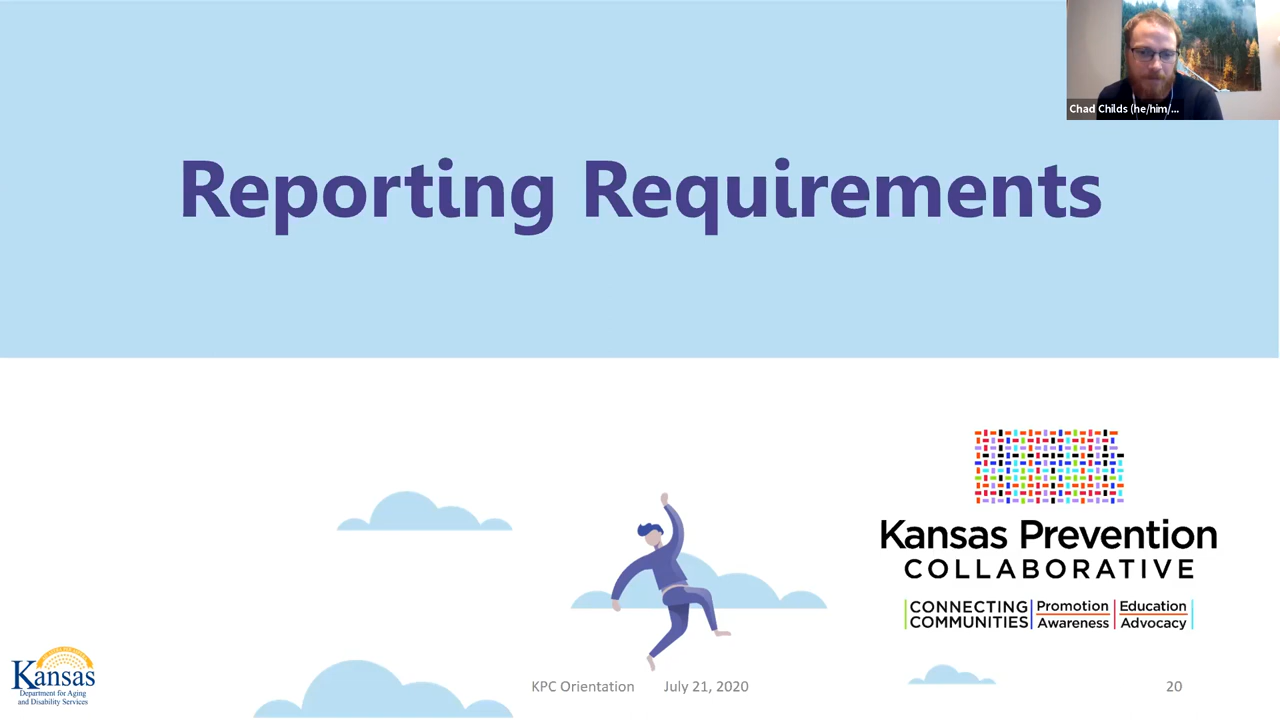 Chad Childs (he/him/...
Reporting Requirements
Kansas Prevention
COLLABORATIVE
CONNECTING COMMUNITIES
Promotion Awareness
Education Advocacy
Kansas
Department for Aging
and Disability Services
KPC Orientation July 21, 2020
20